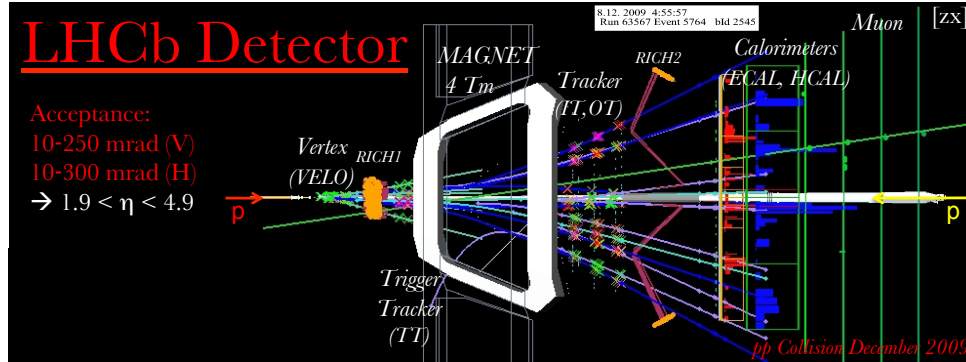 LHCb Detector
8.12. 2009 4:55:57
Run 63567 Event 5764 bId 2545
[zx]
Muon
MAGNET
4 Tm
Tracker
(IT,OT)
RICH2
Calorimeters
(ECAL, HCAL)
Acceptance:
10-250 mrad (V)
10-300 mrad (H)
→ 1.9 < η < 4.9
Vertex
(VELO)
RICH1
p
p
Trigger
Tracker
(TT)
pp Collision December 2009